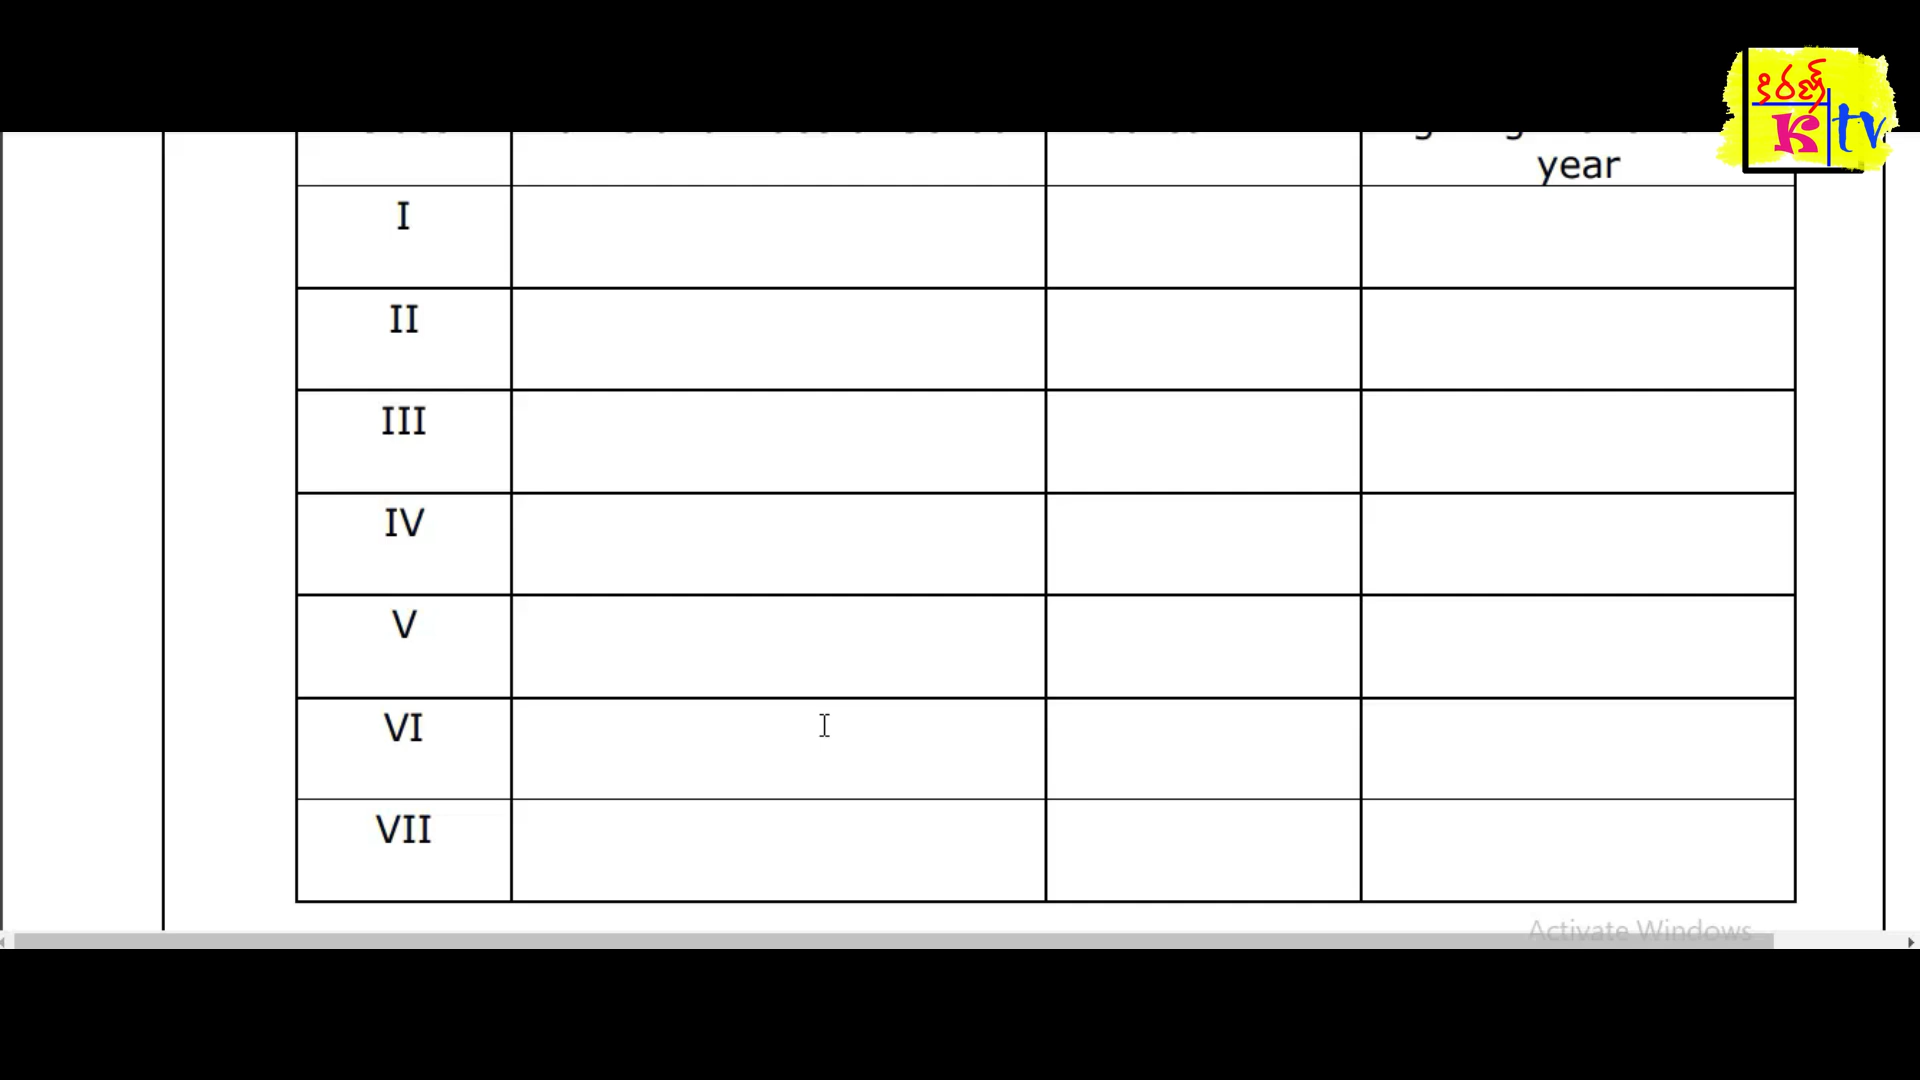 కిరణ్
K tv
year
I
II
III
IV
V
VI
VII
Activate Windows